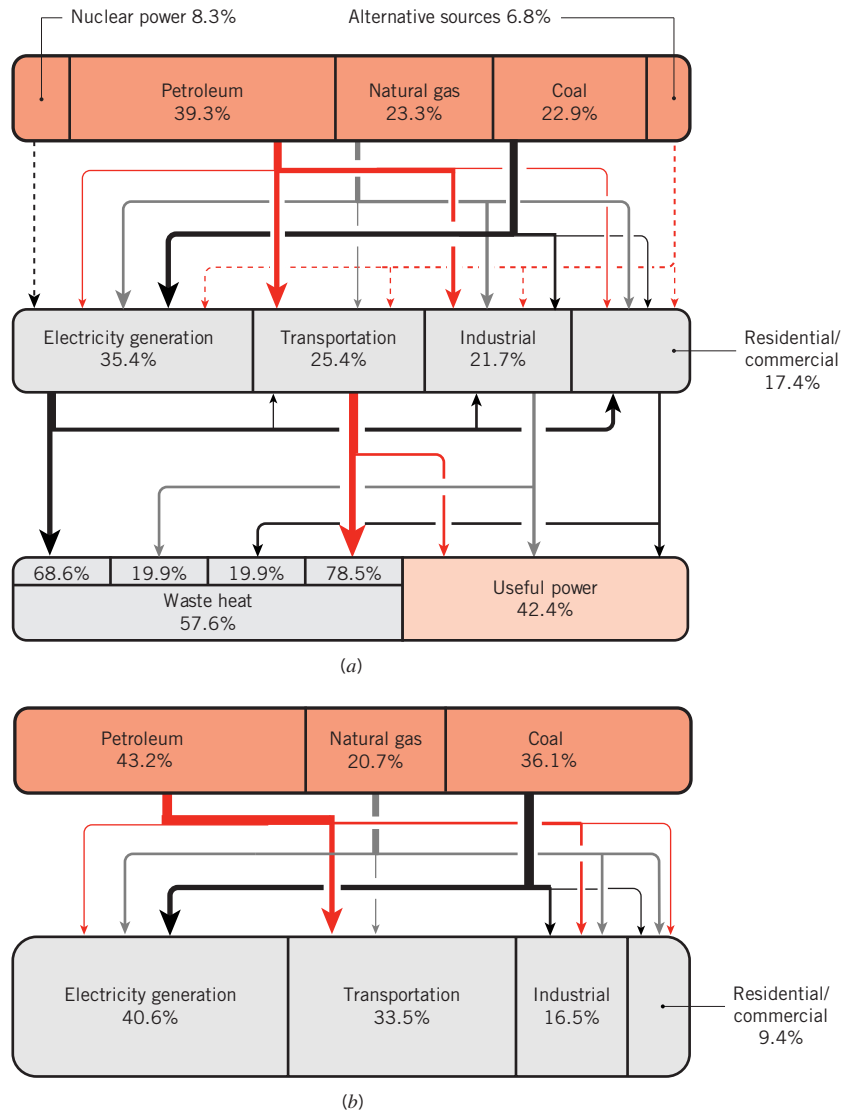 Nuclear power 8.3%
Alternative sources 6.8%
Petroleum
39.3%
Natural gas
23.3%
Coal
22.9%
Electricity generation
35.4%
Transportation
25.4%
Industrial
21.7%
Residential/
commercial
17.4%
68.6%
19.9%
19.9%
78.5%
Waste heat
57.6%
Useful power
42.4%
(a)
Petroleum
43.2%
Natural gas
20.7%
Coal
36.1%
Electricity generation
40.6%
Transportation
33.5%
Industrial
16.5%
Residential/
commercial
9.4%
(b)